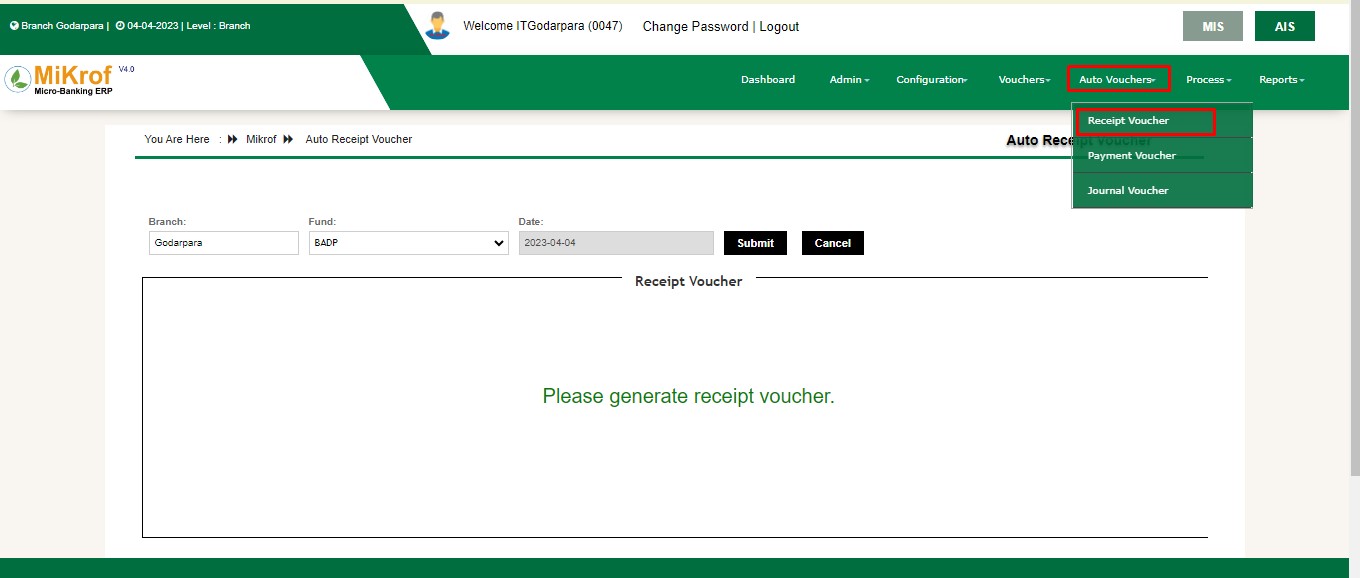 Branch Godarpara | 04-04-2023 | Level : Branch
Welcome ITGodarpara (0047) Change Password | Logout
MIS AIS
MiKrof V4.0
Micro-Banking ERP
Dashboard Admin Configuration Vouchers Auto Vouchers Process Reports
Receipt Voucher
Payment Voucher
Journal Voucher
You Are Here : Mikrof Auto Receipt Voucher
Auto Receipt Voucher
Branch: Fund: Date:
Godarpara BADP 2023-04-04 Submit Cancel
Receipt Voucher
Please generate receipt voucher.